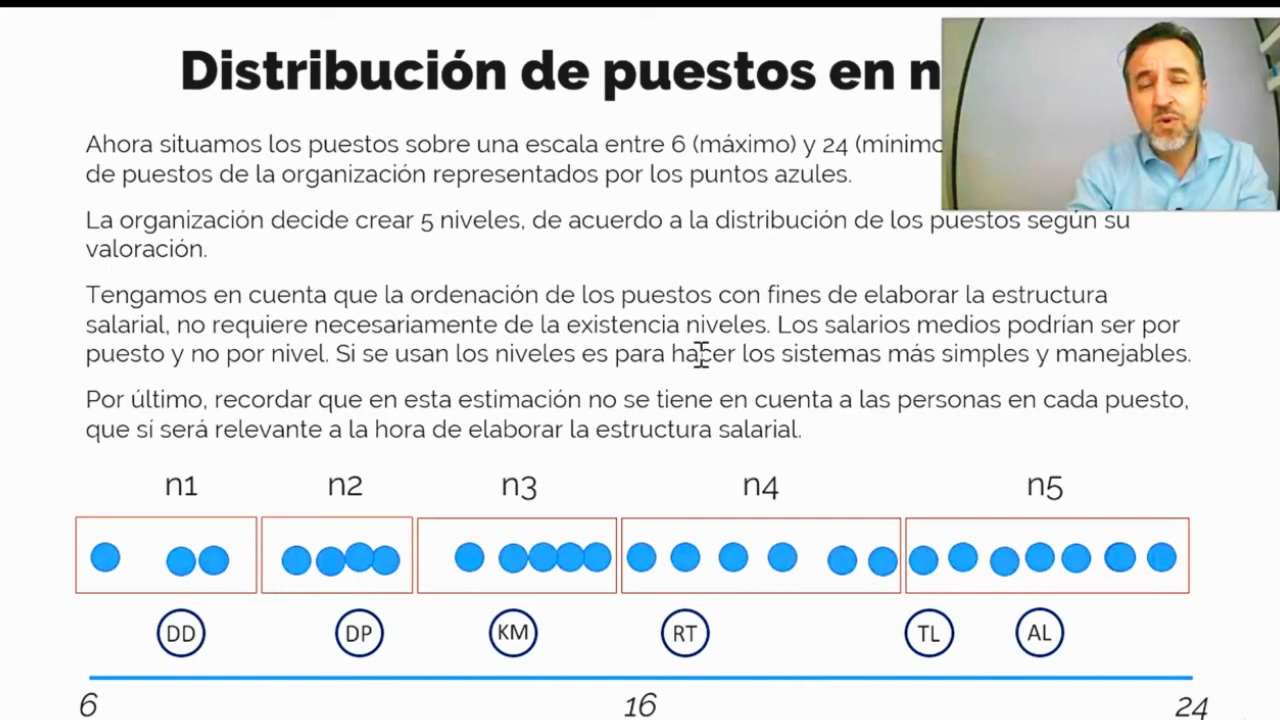 Distribución de puestos en n
Ahora situamos los puestos sobre una escala entre 6 (máximo) y 24 (mínimo
de puestos de la organización representados por los puntos azules.
La organización decide crear 5 niveles, de acuerdo a la distribución de los puestos según su
valoración.
Tengamos en cuenta que la ordenación de los puestos con fines de elaborar la estructura
salarial, no requiere necesariamente de la existencia niveles. Los salarios medios podrían ser por
puesto y no por nivel. Si se usan los niveles es para hacer los sistemas más simples y manejables.
Por último, recordar que en esta estimación no se tiene en cuenta a las personas en cada puesto,
que sí será relevante a la hora de elaborar la estructura salarial.
n1 n2 n3 n4 n5
DD DP KM RT TL AL
6 16 24